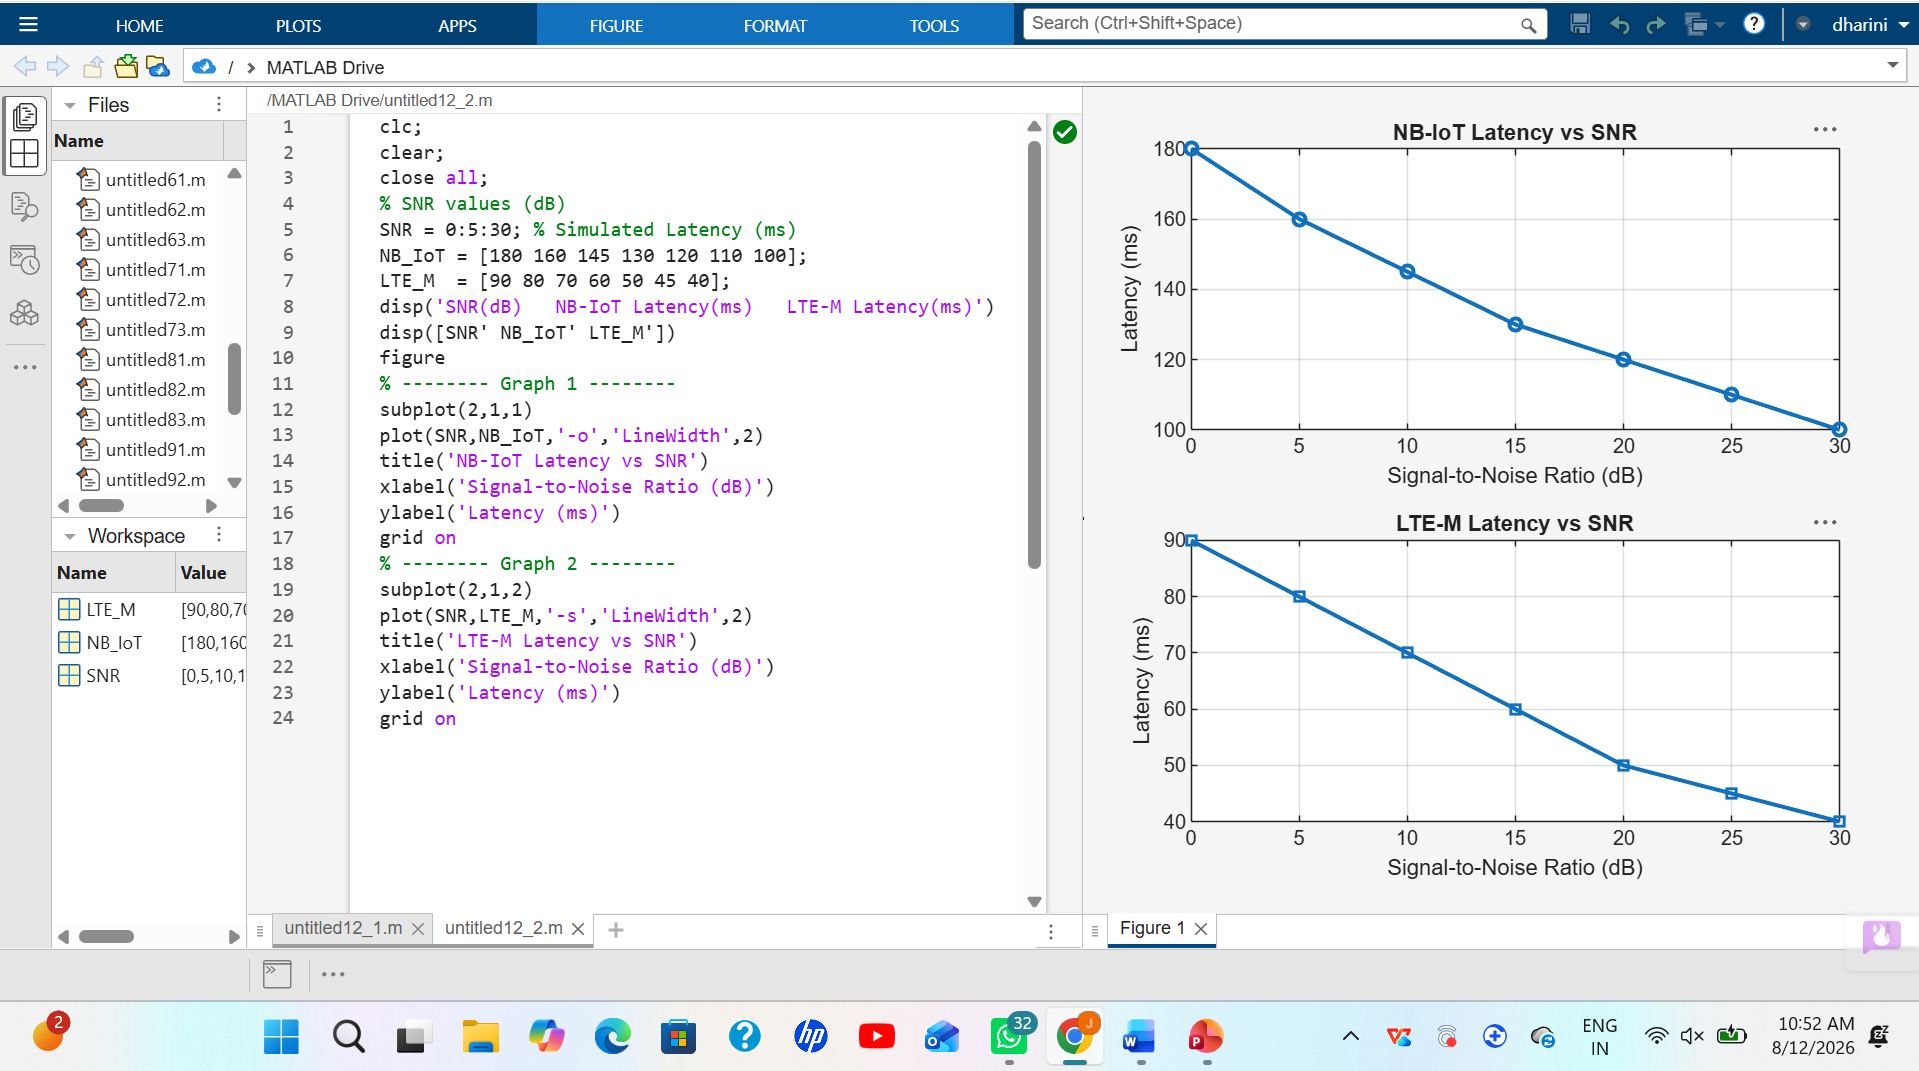 HOME PLOTS APPS FIGURE FORMAT TOOLS Search (Ctrl+Shift+Space) dharini
/ MATLAB Drive
Files
Name
untitled61.m
untitled62.m
untitled63.m
untitled71.m
untitled72.m
untitled73.m
untitled81.m
untitled82.m
untitled83.m
untitled91.m
untitled92.m
Workspace
Name Value
LTE_M [90,80,70
NB_IoT [180,160
SNR [0,5,10,1
/MATLAB Drive/untitled12_2.m
1 clc;
2 clear;
3 close all;
4 % SNR values (dB)
5 SNR = 0:5:30; % Simulated Latency (ms)
6 NB_IoT = [180 160 145 130 120 110 100];
7 LTE_M  = [90 80 70 60 50 45 40];
8 disp('SNR(dB)   NB-IoT Latency(ms)   LTE-M Latency(ms)')
9 disp([SNR' NB_IoT' LTE_M'])
10 figure
11 % -------- Graph 1 --------
12 subplot(2,1,1)
13 plot(SNR,NB_IoT,'-o','LineWidth',2)
14 title('NB-IoT Latency vs SNR')
15 xlabel('Signal-to-Noise Ratio (dB)')
16 ylabel('Latency (ms)')
17 grid on
18 % -------- Graph 2 --------
19 subplot(2,1,2)
20 plot(SNR,LTE_M,'-s','LineWidth',2)
21 title('LTE-M Latency vs SNR')
22 xlabel('Signal-to-Noise Ratio (dB)')
23 ylabel('Latency (ms)')
24 grid on
untitled12_1.m untitled12_2.m
NB-IoT Latency vs SNR
Latency (ms)
180
160
140
120
100
0 5 10 15 20 25 30
Signal-to-Noise Ratio (dB)
LTE-M Latency vs SNR
Latency (ms)
90
80
70
60
50
40
0 5 10 15 20 25 30
Signal-to-Noise Ratio (dB)
Figure 1
2
hp
32
J
W
P
ENG
IN
10:52 AM
8/12/2026